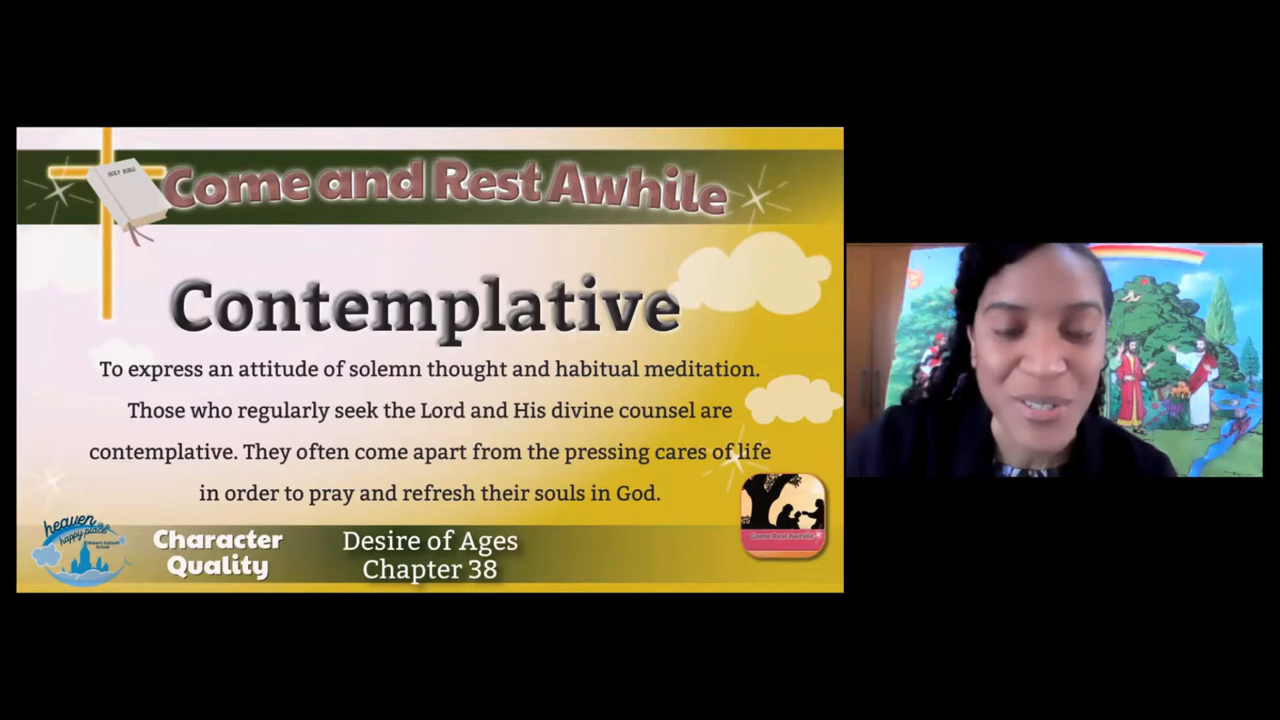 HOLY BIBLE
Come and Rest Awhile
Contemplative
To express an attitude of solemn thought and habitual meditation.
Those who regularly seek the Lord and His divine counsel are
contemplative. They often come apart from the pressing cares of life
in order to pray and refresh their souls in God.
heaven
happy place
School
Character
Quality
Desire of Ages
Chapter 38
Come Rest Awhile